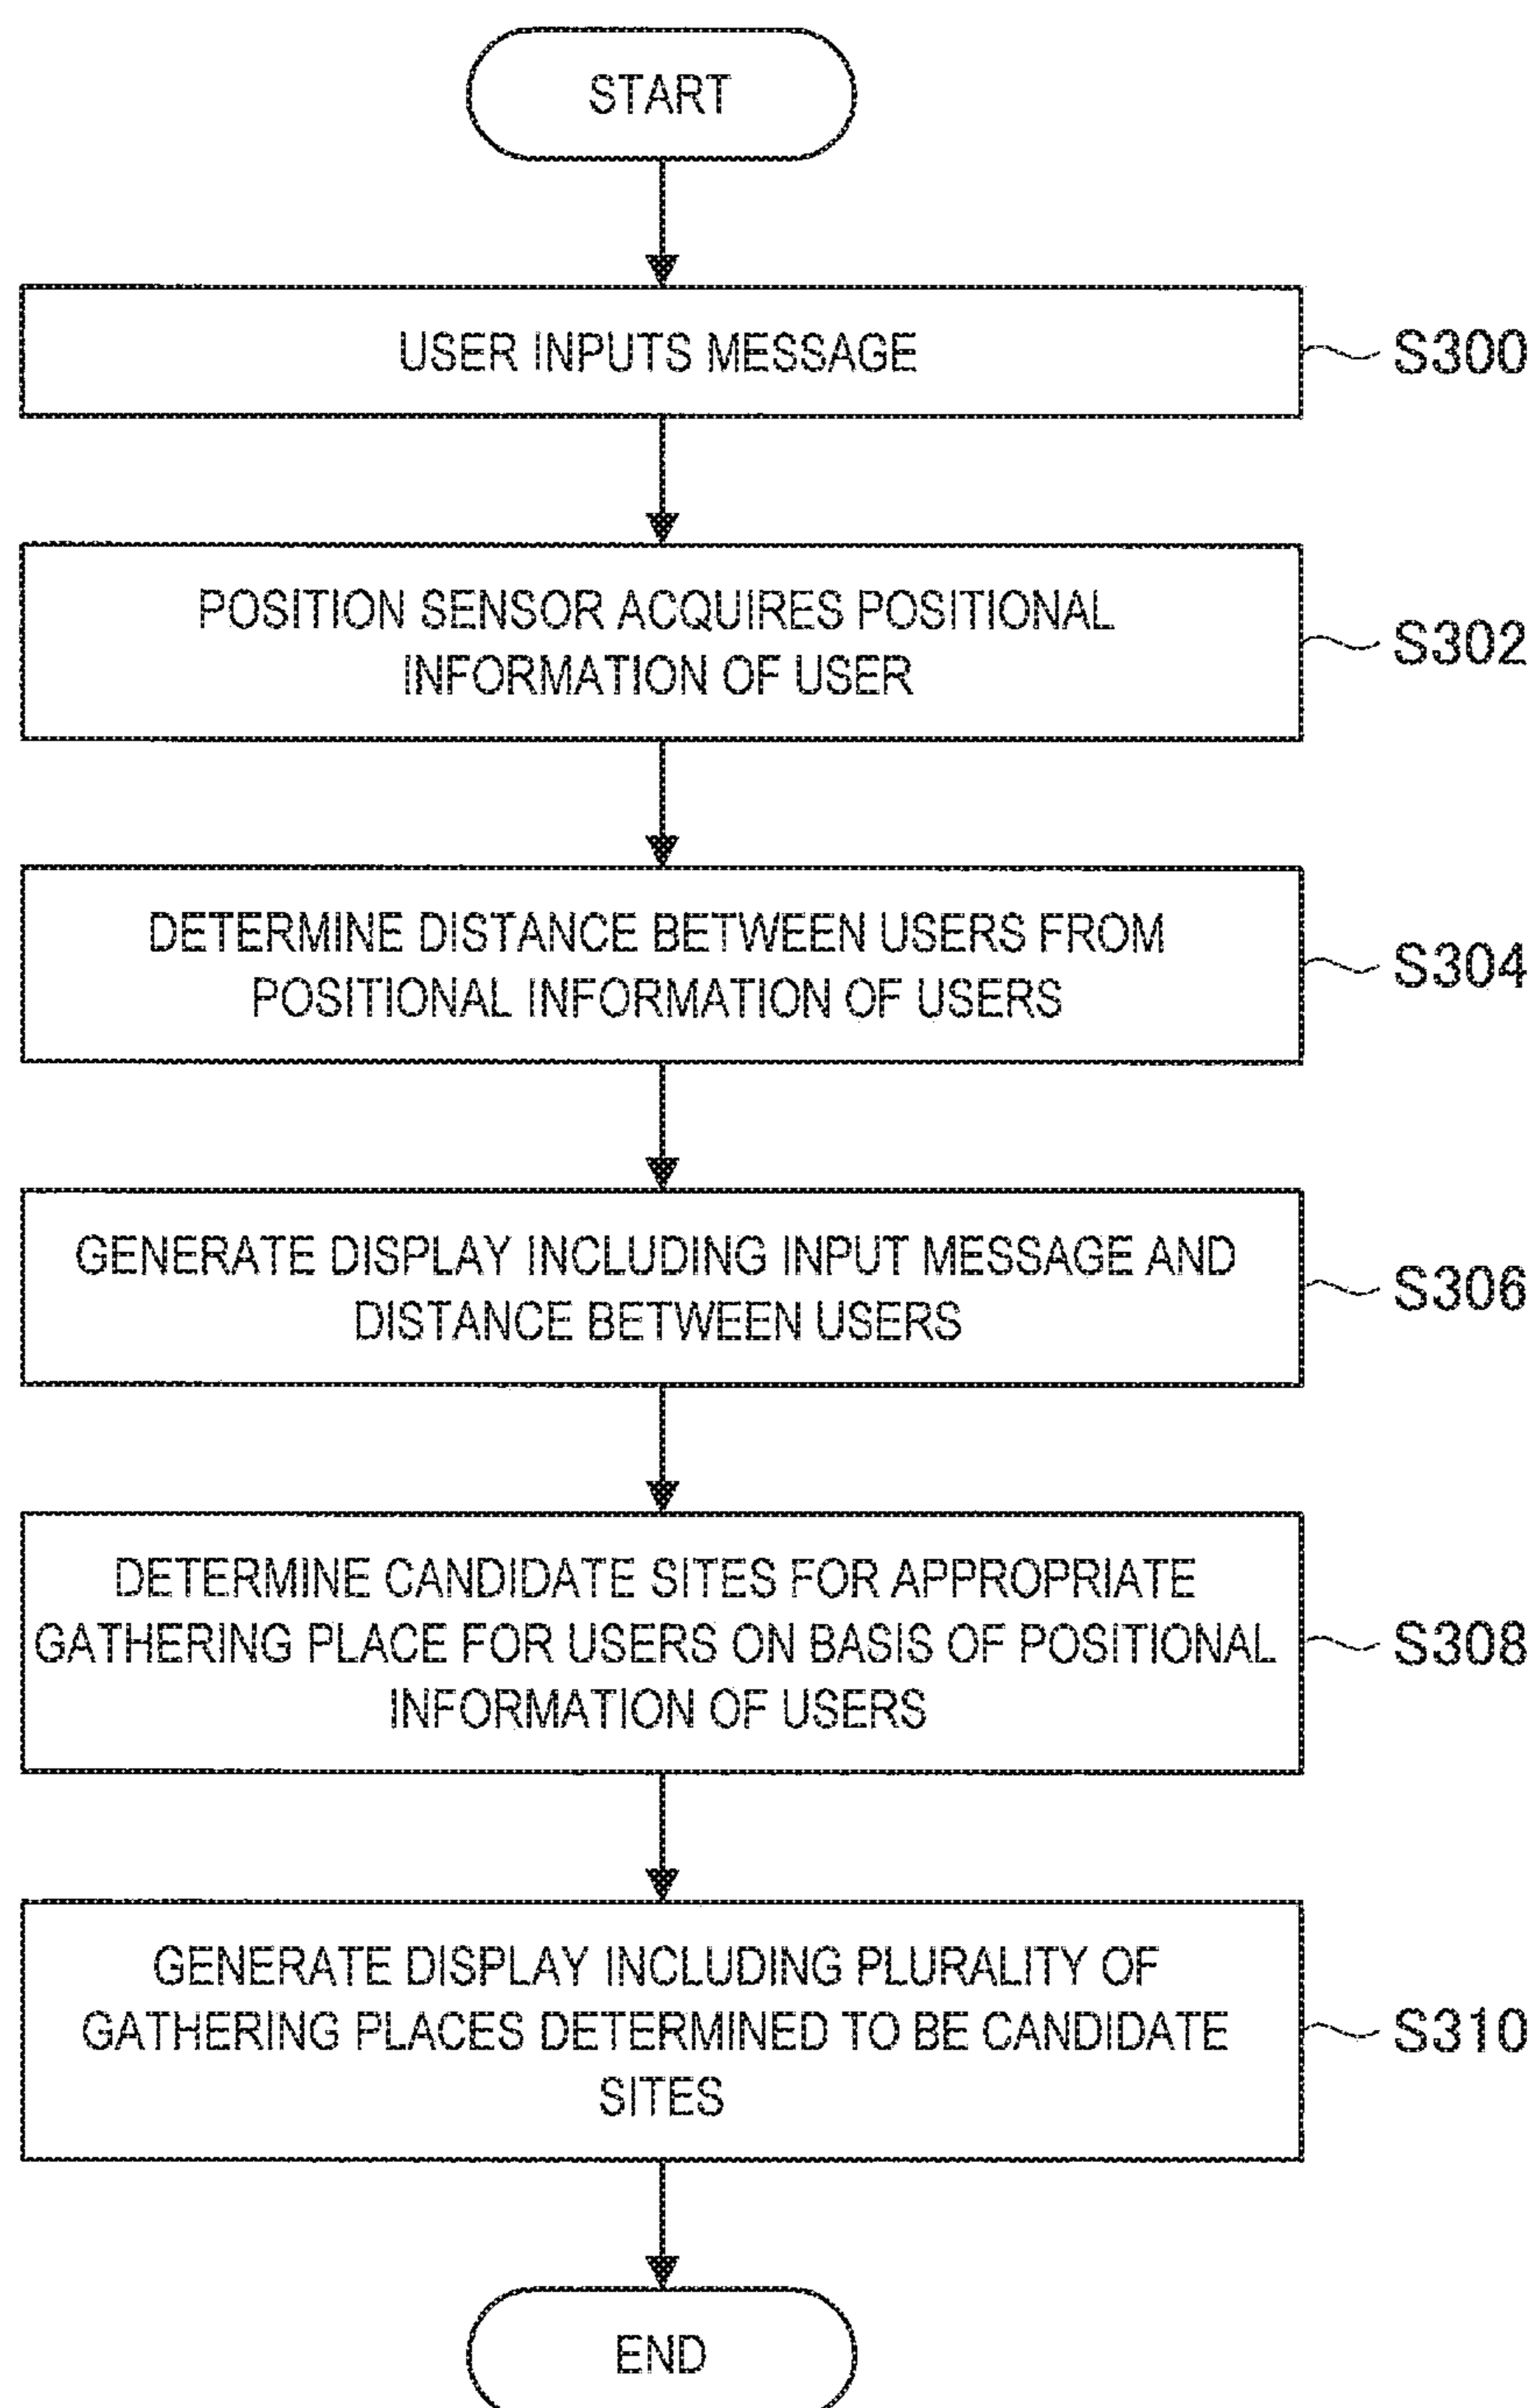 START
USER INPUTS MESSAGE
S300
POSITION SENSOR ACQUIRES POSITIONAL
INFORMATION OF USER
S302
DETERMINE DISTANCE BETWEEN USERS FROM
POSITIONAL INFORMATION OF USERS
S304
GENERATE DISPLAY INCLUDING INPUT MESSAGE AND
DISTANCE BETWEEN USERS
S306
DETERMINE CANDIDATE SITES FOR APPROPRIATE
GATHERING PLACE FOR USERS ON BASIS OF POSITIONAL
INFORMATION OF USERS
S308
GENERATE DISPLAY INCLUDING PLURALITY OF
GATHERING PLACES DETERMINED TO BE CANDIDATE
SITES
S310
END